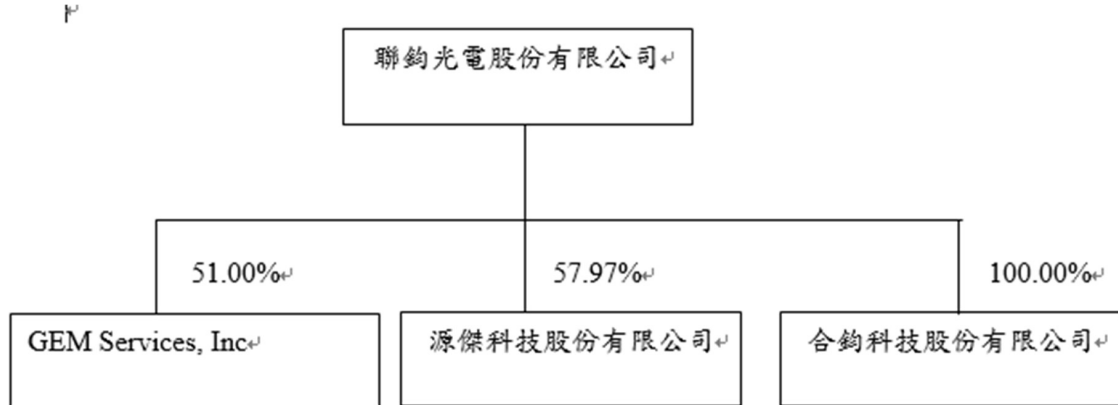 聯鈞光電股份有限公司
51.00%
57.97%
100.00%
GEM Services, Inc
源傑科技股份有限公司
合鈞科技股份有限公司